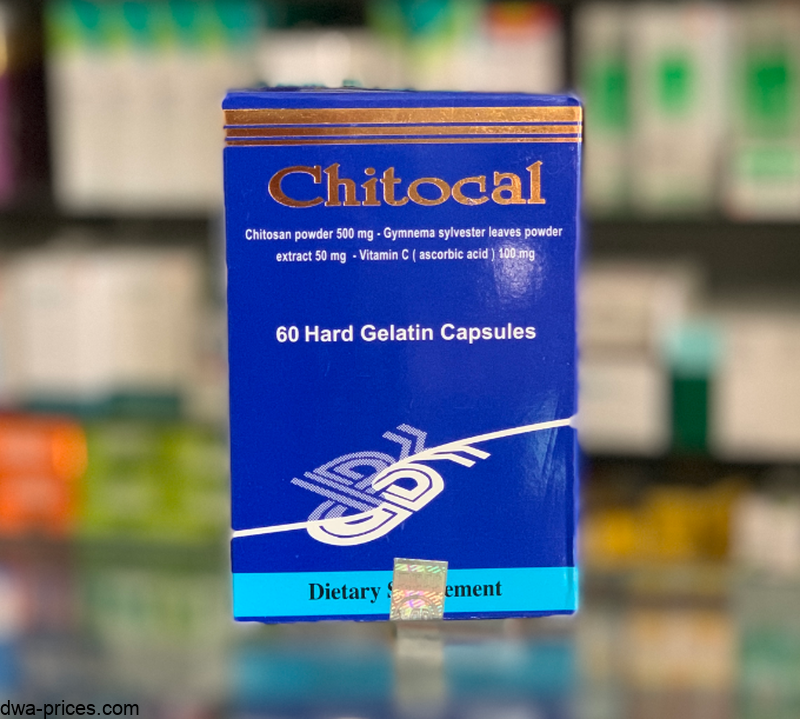 Chitocal
Chitosan powder 500 mg - Gymnema sylvester leaves powder
extract 50 mg - Vitamin C ( ascorbic acid ) 100 mg
60 Hard Gelatin Capsules
Dietary
dwa-prices.com